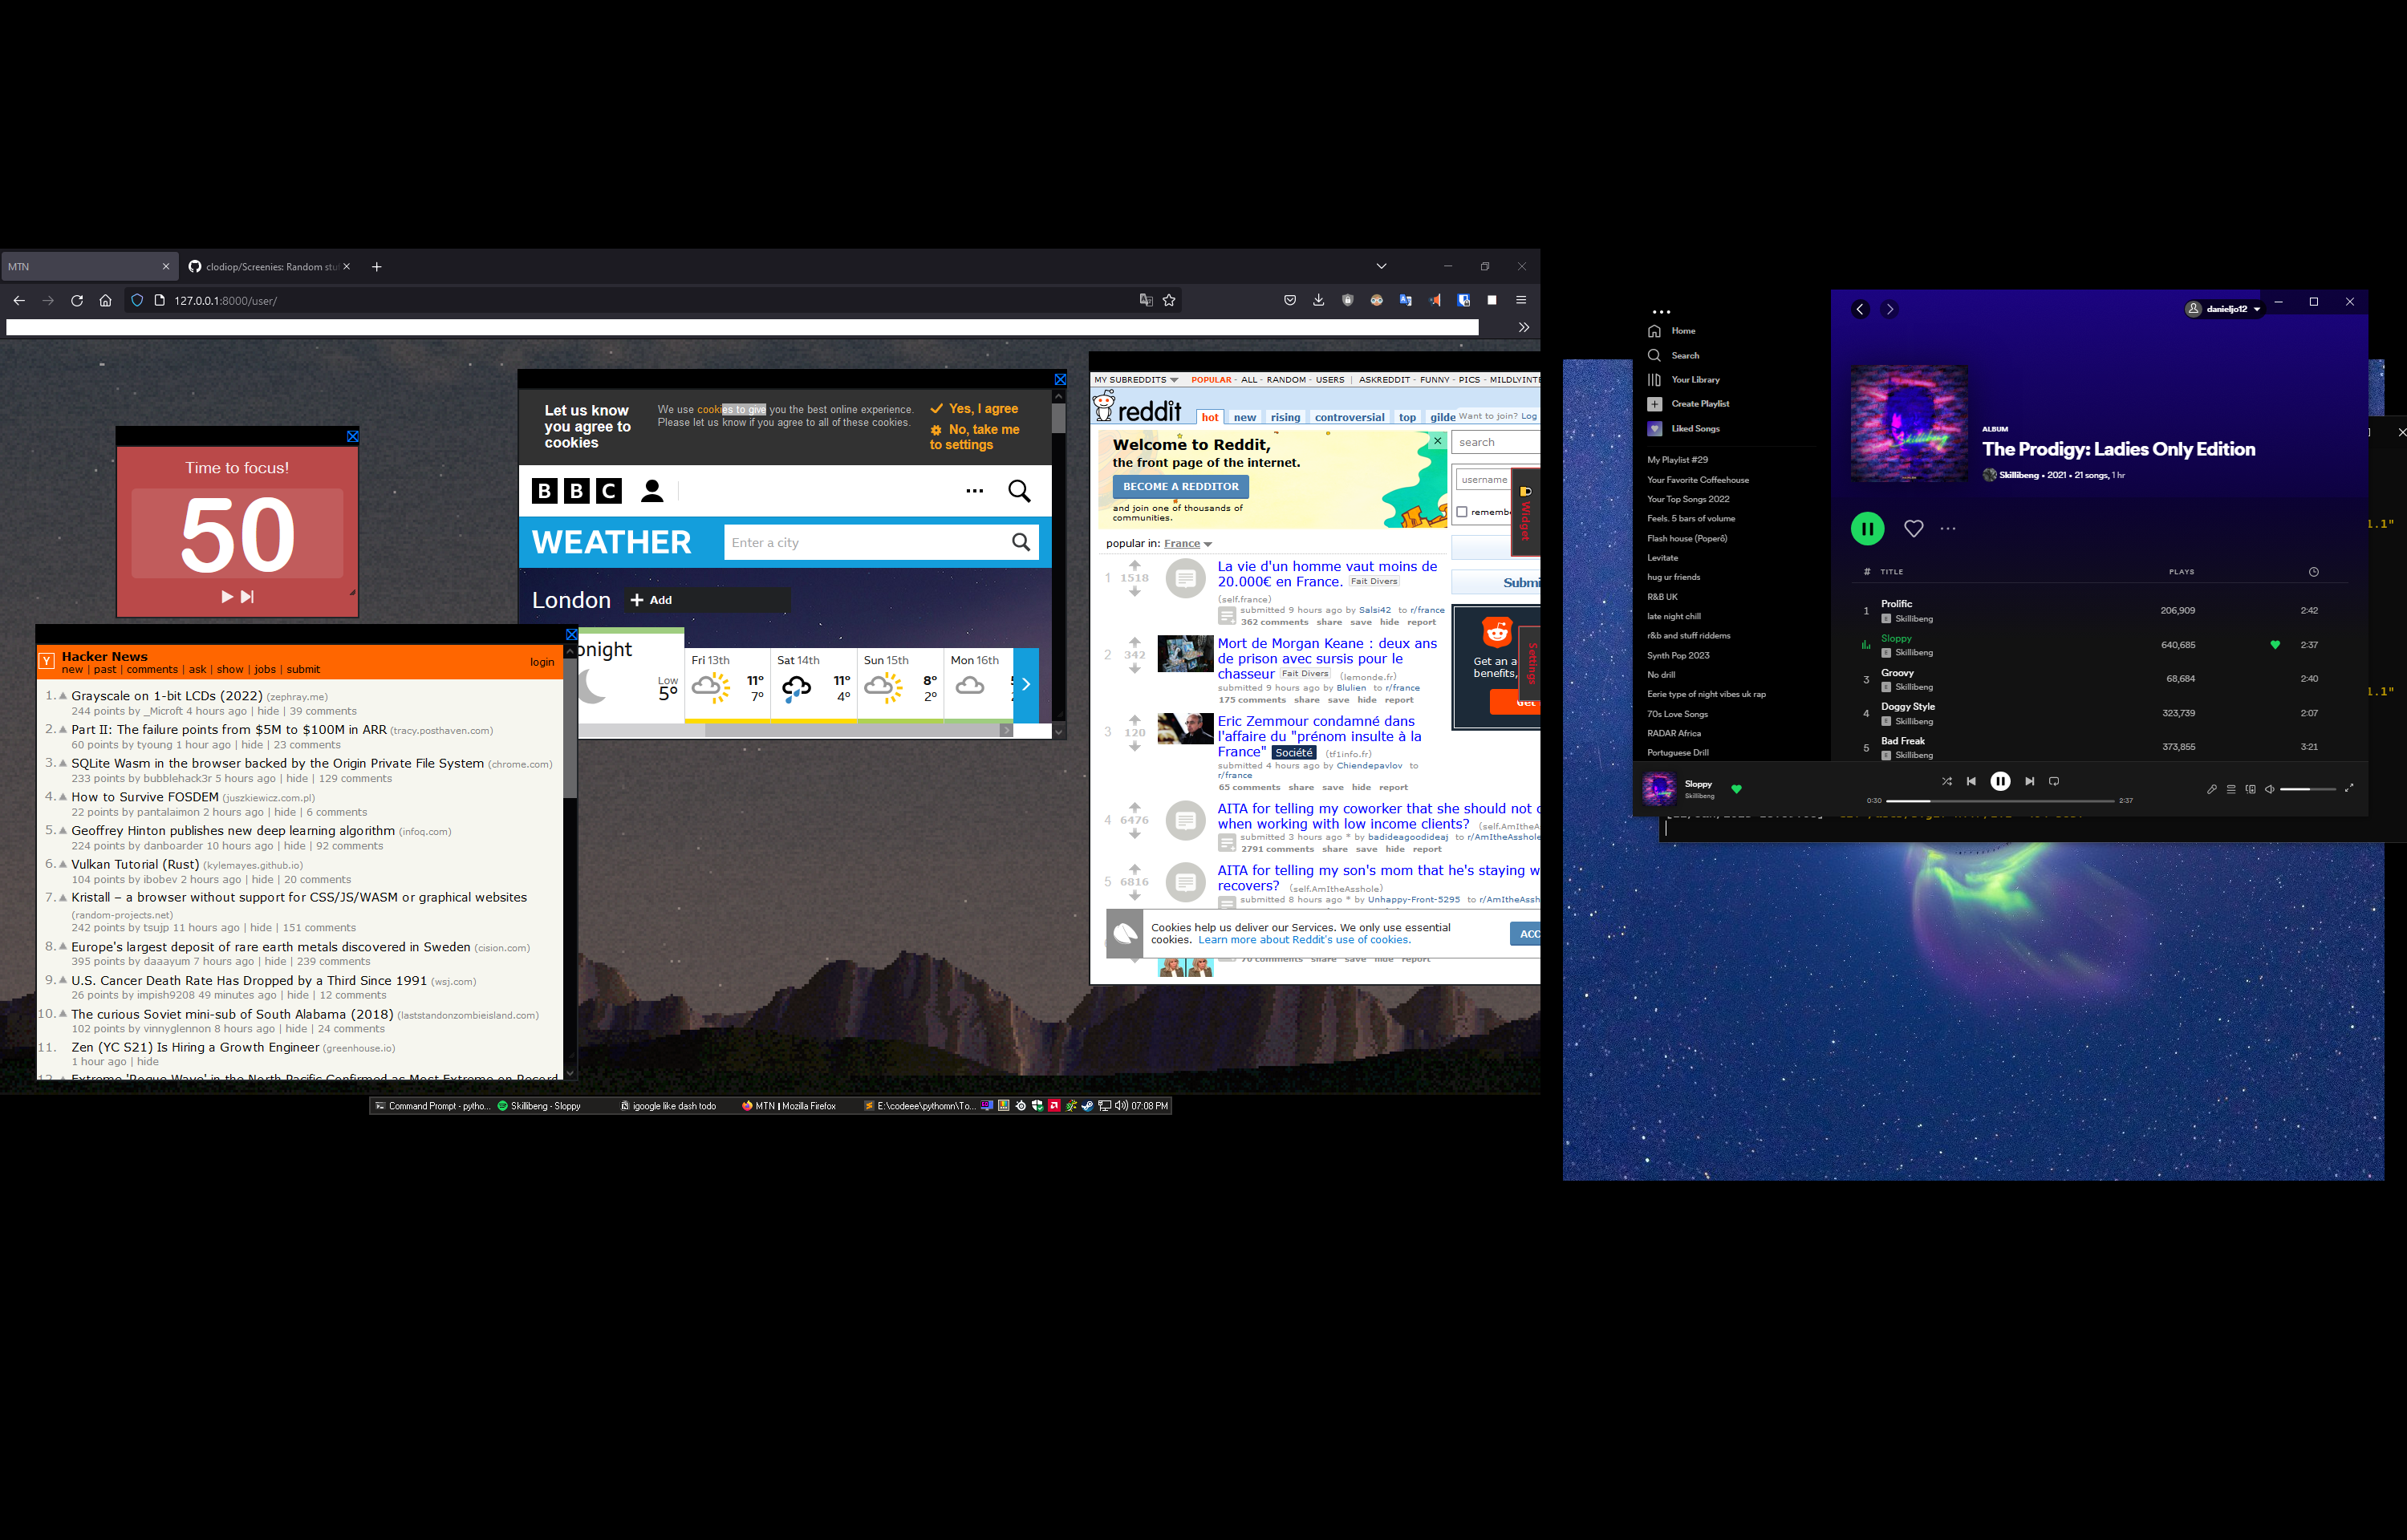 MTN
clodiop/Screenies: Random stu
127.0.0.1:8000/user/
Time to focus!
50
Let us know you agree to cookies
We use cookies to give you the best online experience.
Please let us know if you agree to all of these cookies.
Yes, I agree
No, take me to settings
BBC
WEATHER
Enter a city
London
Add
onight
Low
5°
Fri 13th
11°
7°
Sat 14th
11°
4°
Sun 15th
8°
2°
Mon 16th
Y Hacker News
new | past | comments | ask | show | jobs | submit
login
1. Grayscale on 1-bit LCDs (2022) (zephray.me)
244 points by _Microft 4 hours ago | hide | 39 comments
2. Part II: The failure points from $5M to $100M in ARR (tracy.posthaven.com)
60 points by tyoung 1 hour ago | hide | 23 comments
3. SQLite Wasm in the browser backed by the Origin Private File System (chrome.com)
233 points by bubblehack3r 5 hours ago | hide | 129 comments
4. How to Survive FOSDEM (juszkiewicz.com.pl)
22 points by pantalaimon 2 hours ago | hide | 6 comments
5. Geoffrey Hinton publishes new deep learning algorithm (infoq.com)
224 points by danboarder 10 hours ago | hide | 92 comments
6. Vulkan Tutorial (Rust) (kylemayes.github.io)
104 points by ibobev 2 hours ago | hide | 20 comments
7. Kristall – a browser without support for CSS/JS/WASM or graphical websites
(random-projects.net)
242 points by tsujp 11 hours ago | hide | 151 comments
8. Europe's largest deposit of rare earth metals discovered in Sweden (cision.com)
395 points by daaayum 7 hours ago | hide | 239 comments
9. U.S. Cancer Death Rate Has Dropped by a Third Since 1991 (wsj.com)
26 points by impish9208 49 minutes ago | hide | 12 comments
10. The curious Soviet mini-sub of South Alabama (2018) (laststandonzombieisland.com)
102 points by vinnyglennon 8 hours ago | hide | 24 comments
11. Zen (YC S21) Is Hiring a Growth Engineer (greenhouse.io)
1 hour ago | hide
12. Extreme 'Rogue Wave' in the North Pacific Confirmed as Most Extreme on Record
MY SUBREDDITS POPULAR - ALL - RANDOM - USERS | ASKREDDIT - FUNNY - PICS - MILDLYINTE
reddit
hot new rising controversial top gilde
Want to join? Log
Welcome to Reddit,
the front page of the internet.
BECOME A REDDITOR
and join one of thousands of
communities.
search
username
rememb
Widget
Submi
popular in: France
1
1518
La vie d'un homme vaut moins de
20.000€ en France. Fait Divers
(self.france)
submitted 9 hours ago by Salsi42 to r/france
362 comments share save hide report
2
342
Mort de Morgan Keane : deux ans
de prison avec sursis pour le
chasseur Fait Divers (lemonde.fr)
submitted 9 hours ago by Blulien to r/france
175 comments share save hide report
3
120
Eric Zemmour condamné dans
l'affaire du "prénom insulte à la
France" Société (tf1info.fr)
submitted 4 hours ago by Chiendepavlov to
r/france
65 comments share save hide report
4
6476
AITA for telling my coworker that she should not
when working with low income clients? (self.AmItheA
submitted 3 hours ago * by badideagoodideaj to r/AmItheAsshole
2791 comments share save hide report
5
6816
AITA for telling my son's mom that he's staying w
recovers? (self.AmItheAsshole)
submitted 8 hours ago * by Unhappy-Front-5295 to r/AmItheAssh
Get an a
benefits,
Get
Settings
Cookies help us deliver our Services. We only use essential
cookies. Learn more about Reddit's use of cookies.
ACC
70 comments share save hide report
Command Prompt - pytho...
Skillibeng - Sloppy
igoogle like dash todo
MTN | Mozilla Firefox
E:\codeee\pythomn\To...
07:08 PM
Home
Search
Your Library
Create Playlist
Liked Songs
My Playlist #29
Your Favorite Coffeehouse
Your Top Songs 2022
Feels. 5 bars of volume
Flash house (Poperô)
Levitate
hug ur friends
R&B UK
late night chill
r&b and stuff riddems
Synth Pop 2023
No drill
Eerie type of night vibes uk rap
70s Love Songs
RADAR Africa
Portuguese Drill
danieljo12
Skillibeng
ALBUM
The Prodigy: Ladies Only Edition
Skillibeng • 2021 • 21 songs, 1 hr
# TITLE PLAYS
1 Prolific 206,909 2:42
E Skillibeng
Sloppy 640,685 2:37
E Skillibeng
3 Groovy 68,684 2:40
E Skillibeng
4 Doggy Style 323,739 2:07
E Skillibeng
5 Bad Freak 373,855 3:21
E Skillibeng
Sloppy
Skillibeng
0:30
2:37
1.1"
1.1"